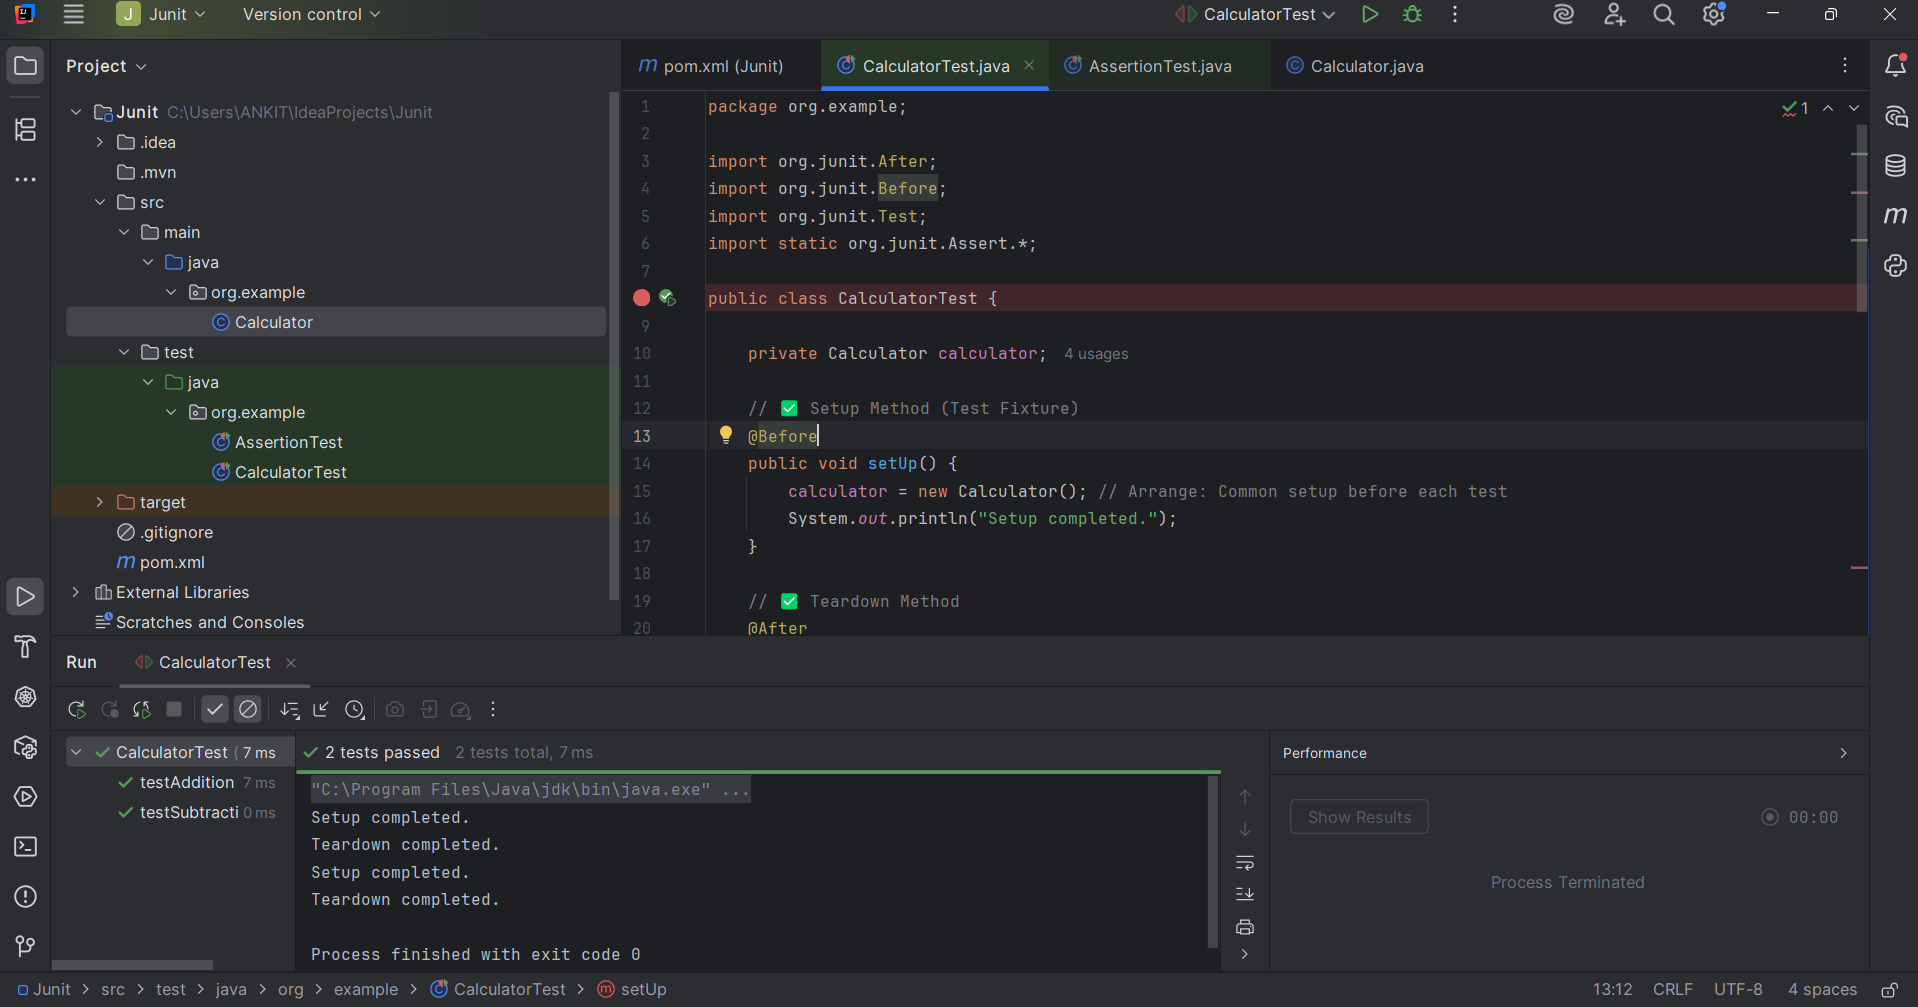 J Junit Version control CalculatorTest
Project
Junit C:\Users\ANKIT\IdeaProjects\Junit
.idea
.mvn
src
main
java
org.example
Calculator
test
java
org.example
AssertionTest
CalculatorTest
target
.gitignore
m pom.xml
External Libraries
Scratches and Consoles
m pom.xml (Junit) CalculatorTest.java AssertionTest.java Calculator.java
1 package org.example;
2
3 import org.junit.After;
4 import org.junit.Before;
5 import org.junit.Test;
6 import static org.junit.Assert.*;
7
public class CalculatorTest {
9
10 private Calculator calculator; 4 usages
11
12 // ✅ Setup Method (Test Fixture)
13 @Before
14 public void setUp() {
15 calculator = new Calculator(); // Arrange: Common setup before each test
16 System.out.println("Setup completed.");
17 }
18
19 // ✅ Teardown Method
20 @After
1
m
Run CalculatorTest
CalculatorTest ( 7 ms
testAddition 7 ms
testSubtracti 0 ms
2 tests passed 2 tests total, 7 ms
"C:\Program Files\Java\jdk\bin\java.exe" ...
Setup completed.
Teardown completed.
Setup completed.
Teardown completed.
Process finished with exit code 0
Performance
Show Results 00:00
Process Terminated
Junit > src > test > java > org > example > CalculatorTest > m setUp 13:12 CRLF UTF-8 4 spaces